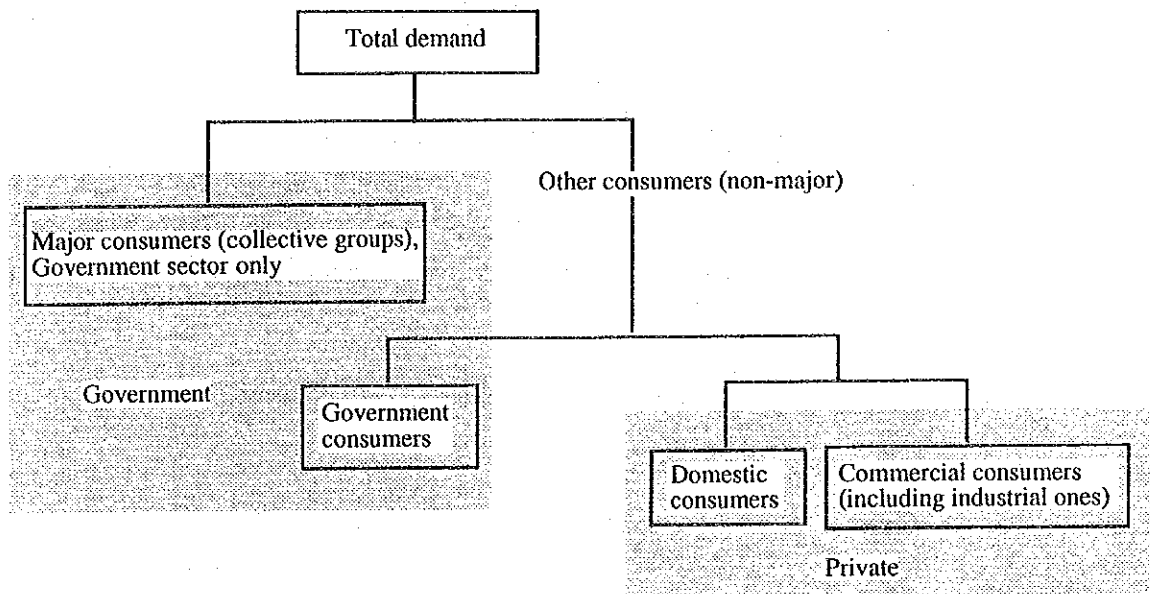 Total demand
Other consumers (non-major)
Major consumers (collective groups),
Government sector only
Government
Government
consumers
Domestic
consumers
Commercial consumers
(including industrial ones)
Private